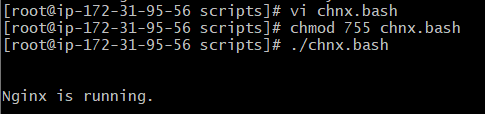 [root@ip-172-31-95-56 scripts]# vi chnx.bash
[root@ip-172-31-95-56 scripts]# chmod 755 chnx.bash
[root@ip-172-31-95-56 scripts]# ./chnx.bash
Nginx is running.